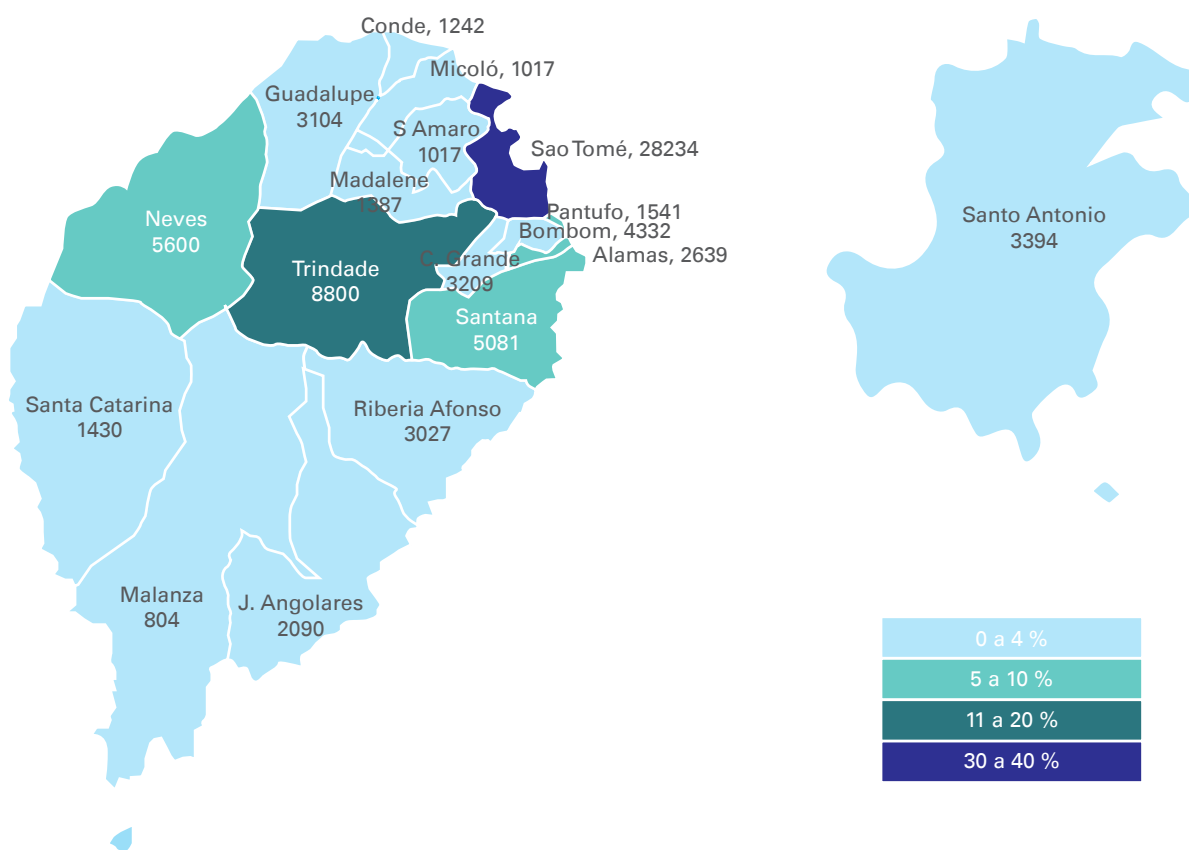 Conde, 1242
Micoló, 1017
Guadalupe
3104
S Amaro
1017
Sao Tomé, 28234
Madalene
1387
Neves
5600
Pantufo, 1541
Bombom, 4332
Alamas, 2639
C. Grande
3209
Trindade
8800
Santana
5081
Santa Catarina
1430
Riberia Afonso
3027
Malanza
804
J. Angolares
2090
Santo Antonio
3394
0 a 4 %
5 a 10 %
11 a 20 %
30 a 40 %